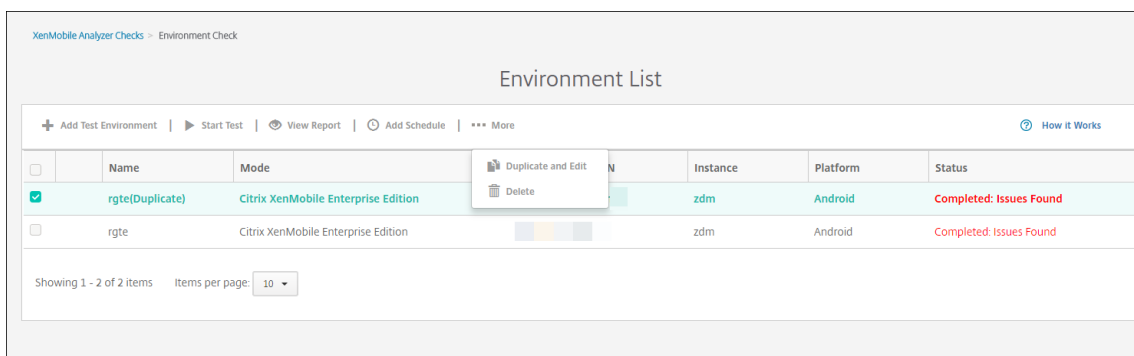 XenMobile Analyzer Checks > Environment Check
Environment List
Add Test Environment | Start Test | View Report | Add Schedule | ••• More How it Works
Name Mode N Instance Platform Status
Duplicate and Edit
Delete
rgte(Duplicate) Citrix XenMobile Enterprise Edition zdm Android Completed: Issues Found
rgte Citrix XenMobile Enterprise Edition zdm Android Completed: Issues Found
Showing 1 - 2 of 2 items Items per page: 10